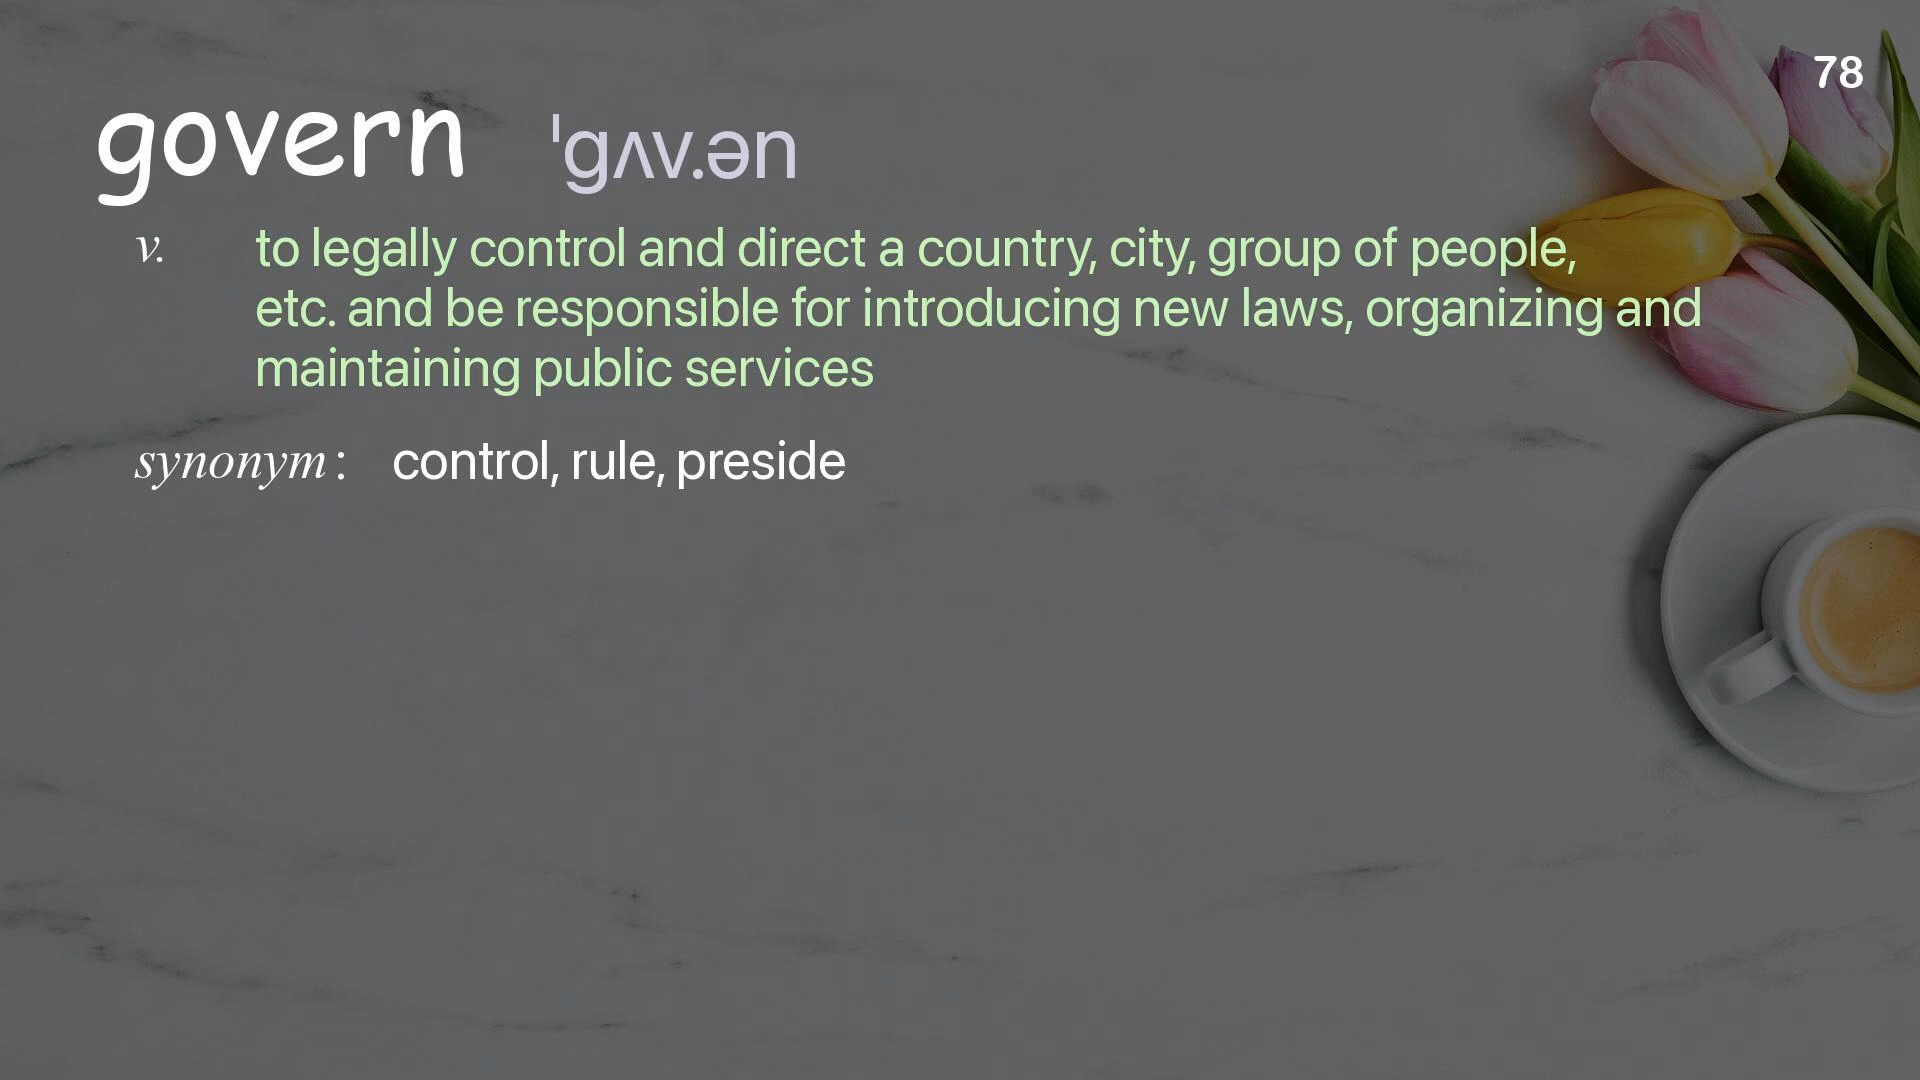 78
govern ˈɡʌv.ən
v. to legally control and direct a country, city, group of people,
etc. and be responsible for introducing new laws, organizing and
maintaining public services
synonym: control, rule, preside